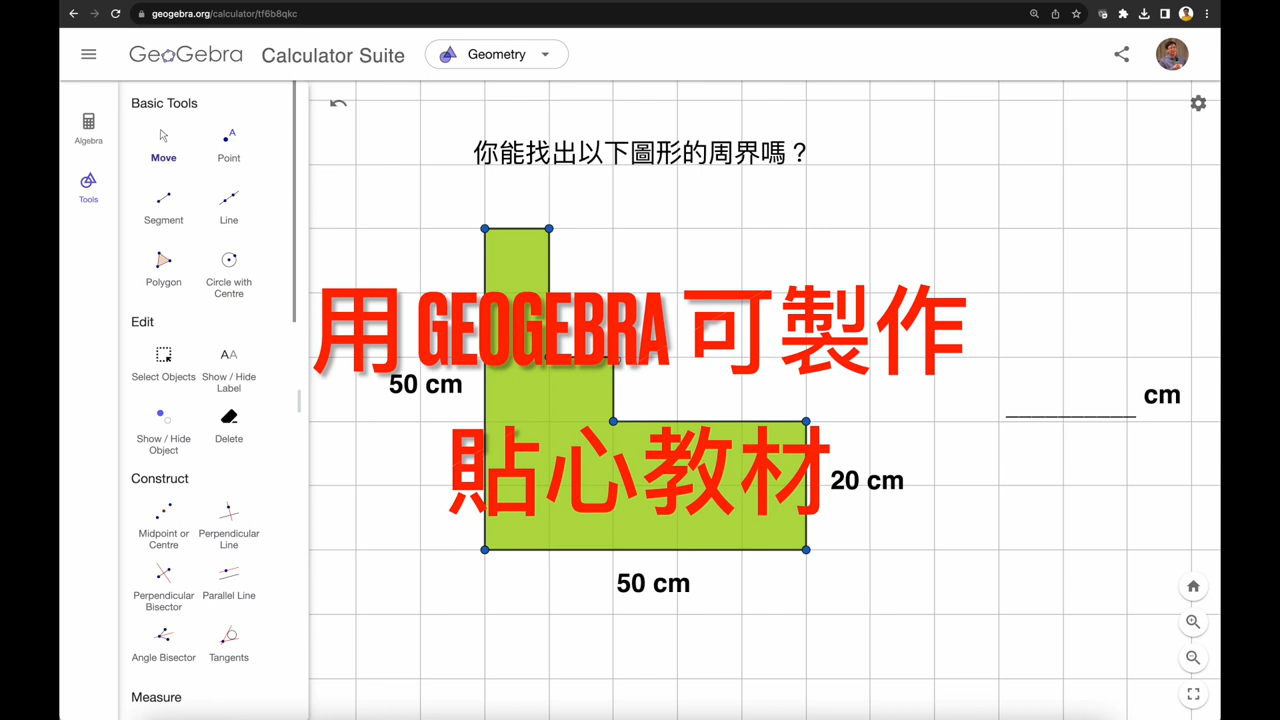 geogebra.org/calculator/tf6b8qkc
GeoGebra
Calculator Suite
Geometry
Algebra
Tools
Basic Tools
Move
Point
Segment
Line
Polygon
Circle with Centre
Edit
Select Objects
Show / Hide Label
Show / Hide Object
Delete
Construct
Midpoint or Centre
Perpendicular Line
Perpendicular Bisector
Parallel Line
Angle Bisector
Tangents
Measure
AA
A
你能找出以下圖形的周界嗎？
用 GEOGEBRA 可製作
貼心教材
50 cm
__________ cm
20 cm
50 cm